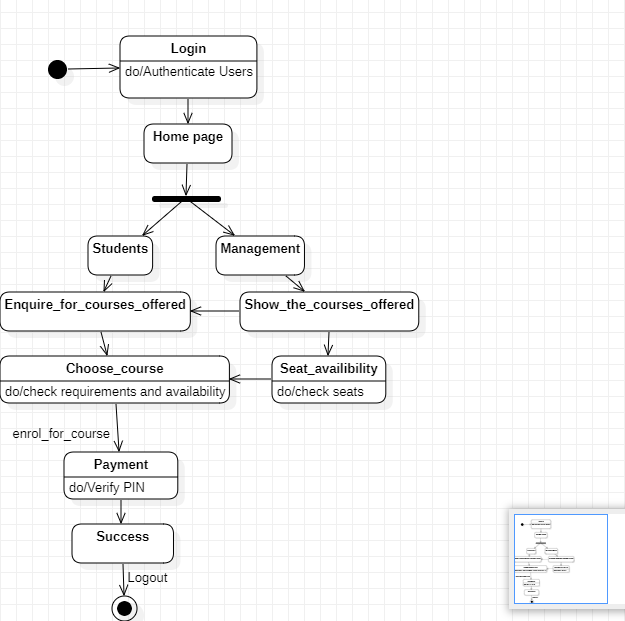 Login
do/Authenticate Users
Home page
Students
Management
Enquire_for_courses_offered
Show_the_courses_offered
Choose_course
do/check requirements and availability
Seat_availibility
do/check seats
enrol_for_course
Payment
do/Verify PIN
Success
Logout